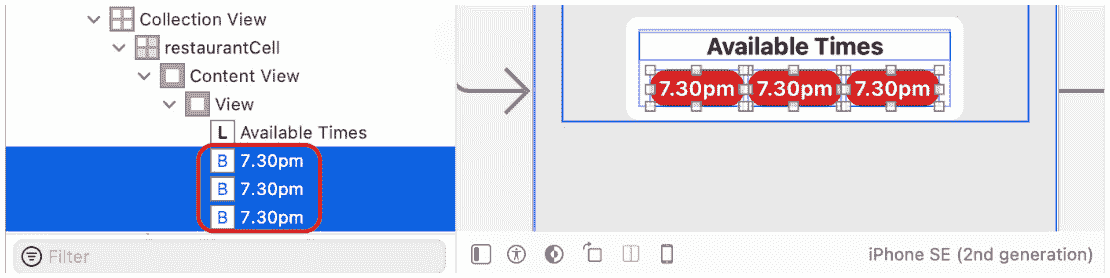 Collection View
restaurantCell
Content View
View
L Available Times
B 7.30pm
B 7.30pm
B 7.30pm
Filter
Available Times
7.30pm 7.30pm 7.30pm
iPhone SE (2nd generation)